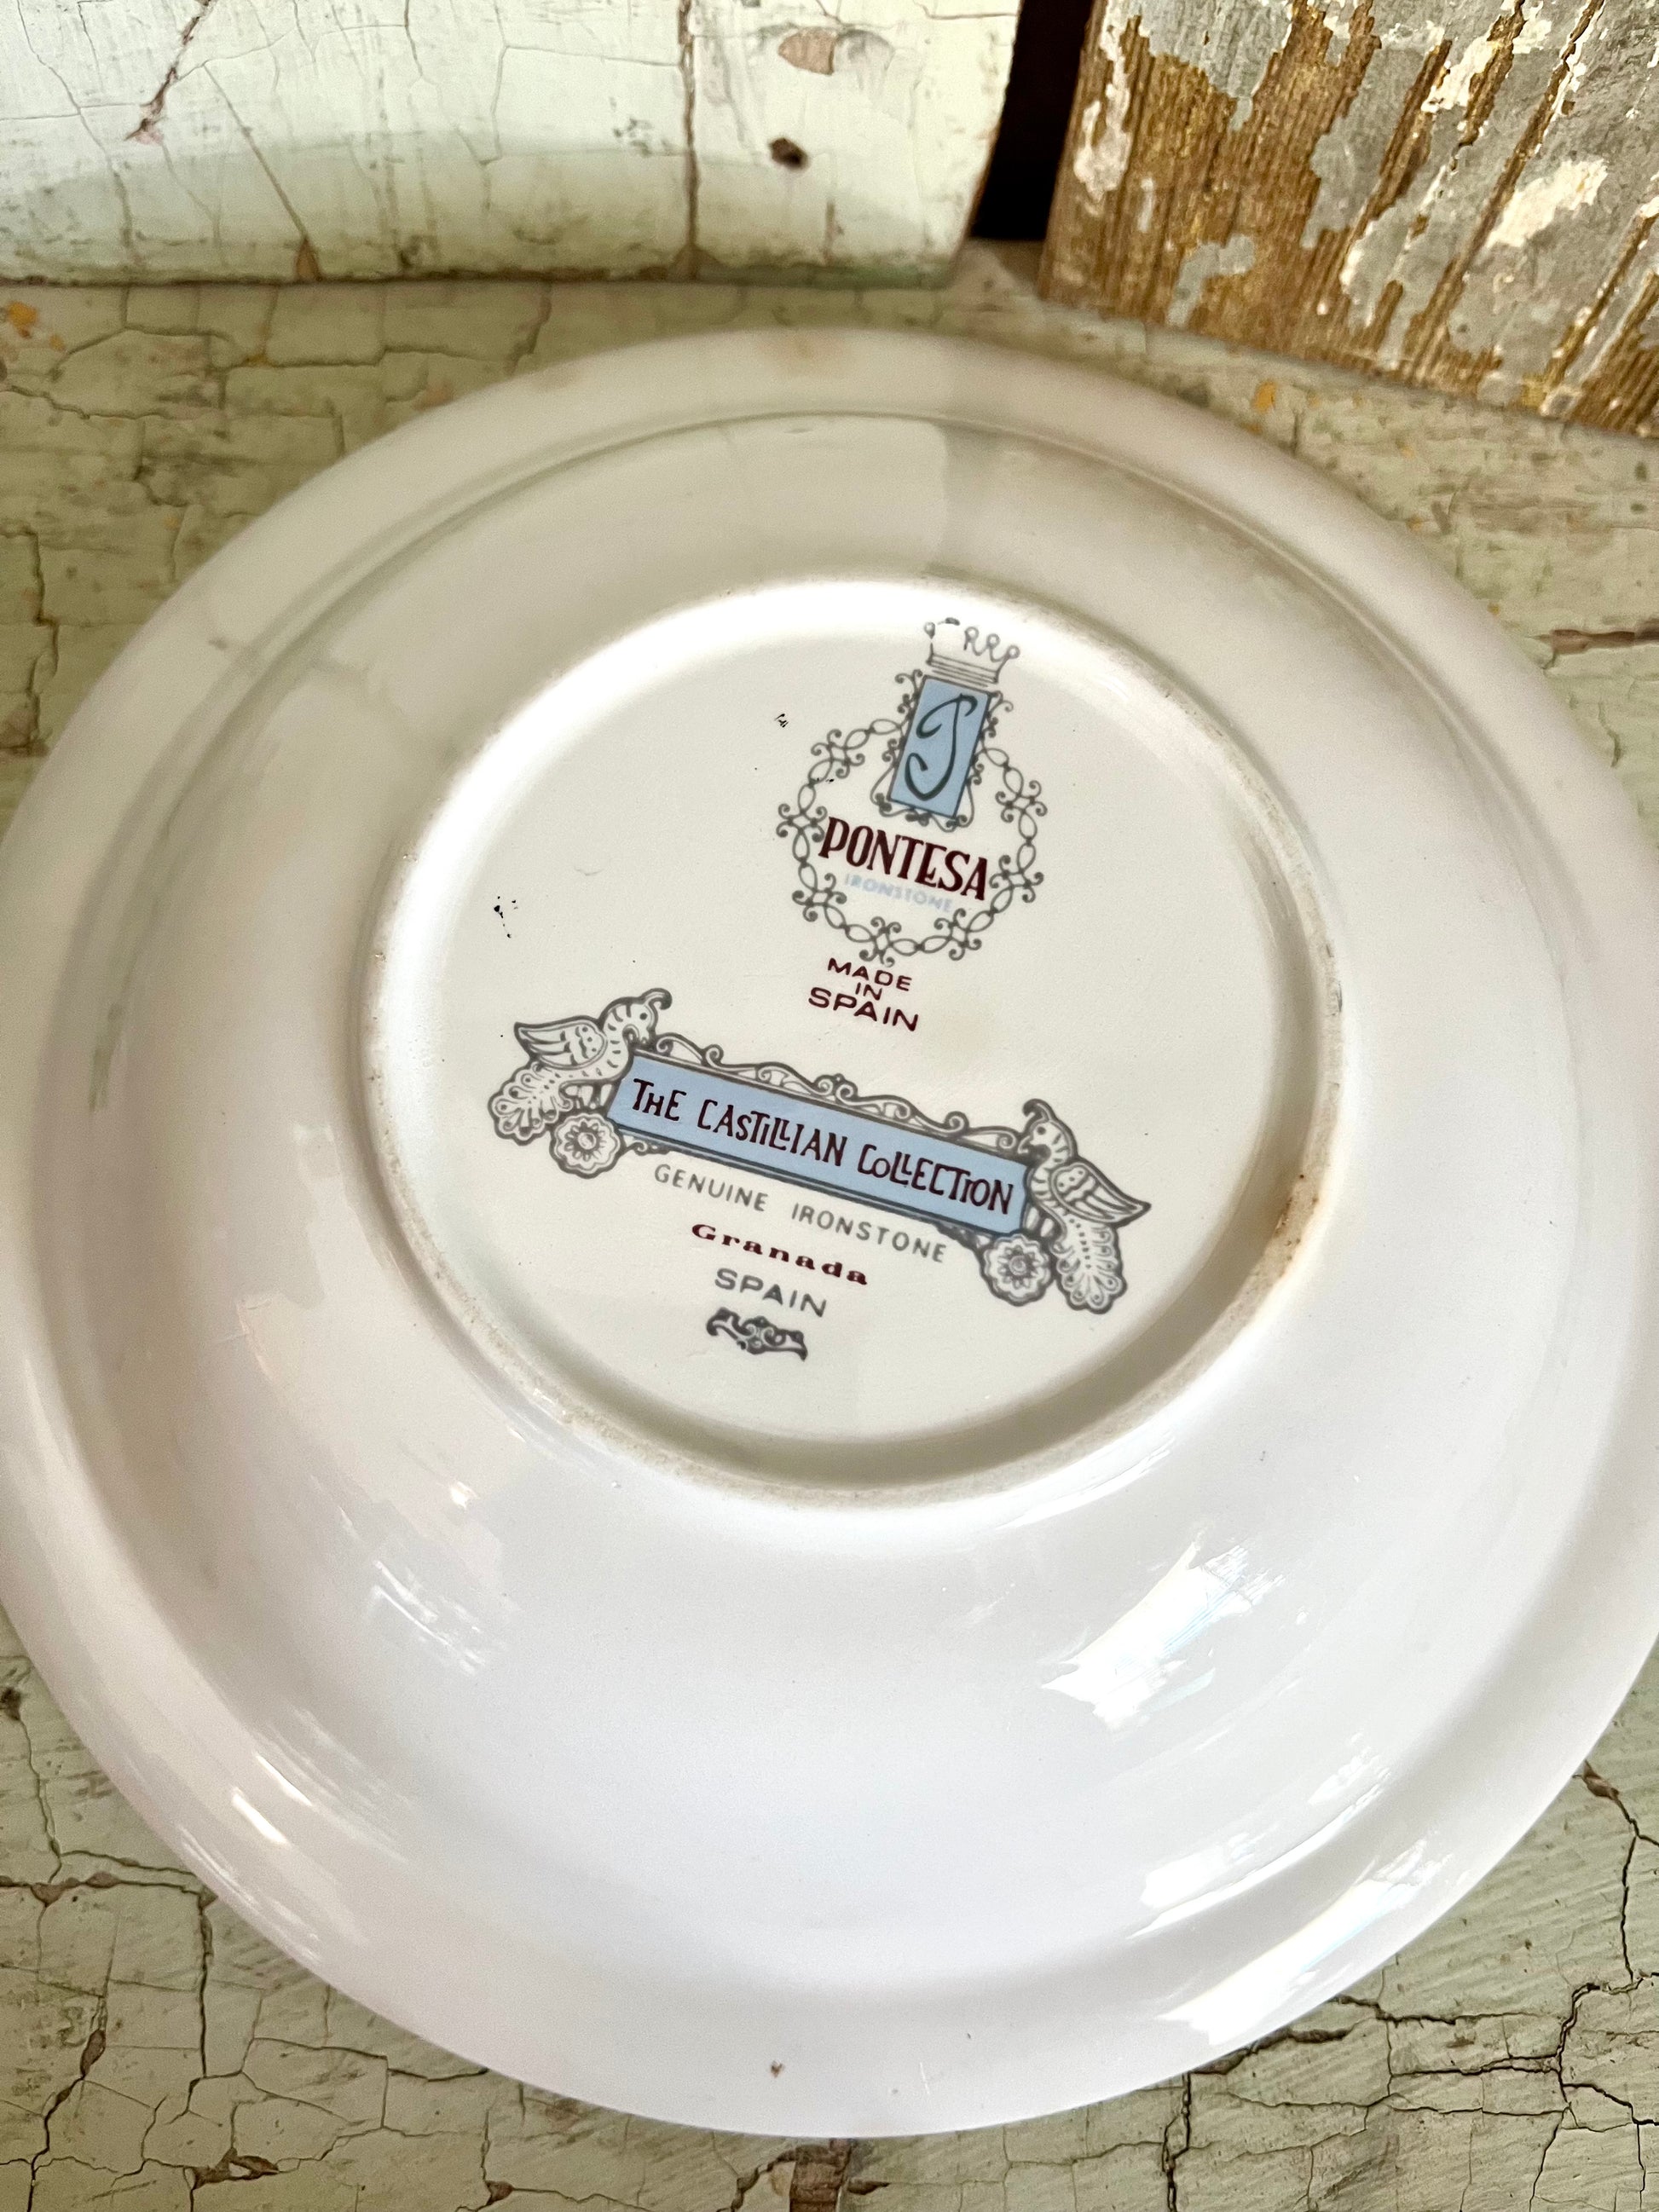 P
PONTESA
IRONSTONE
MADE
IN
SPAIN
THE CASTILLIAN COLLECTION
GENUINE IRONSTONE
Granada
SPAIN